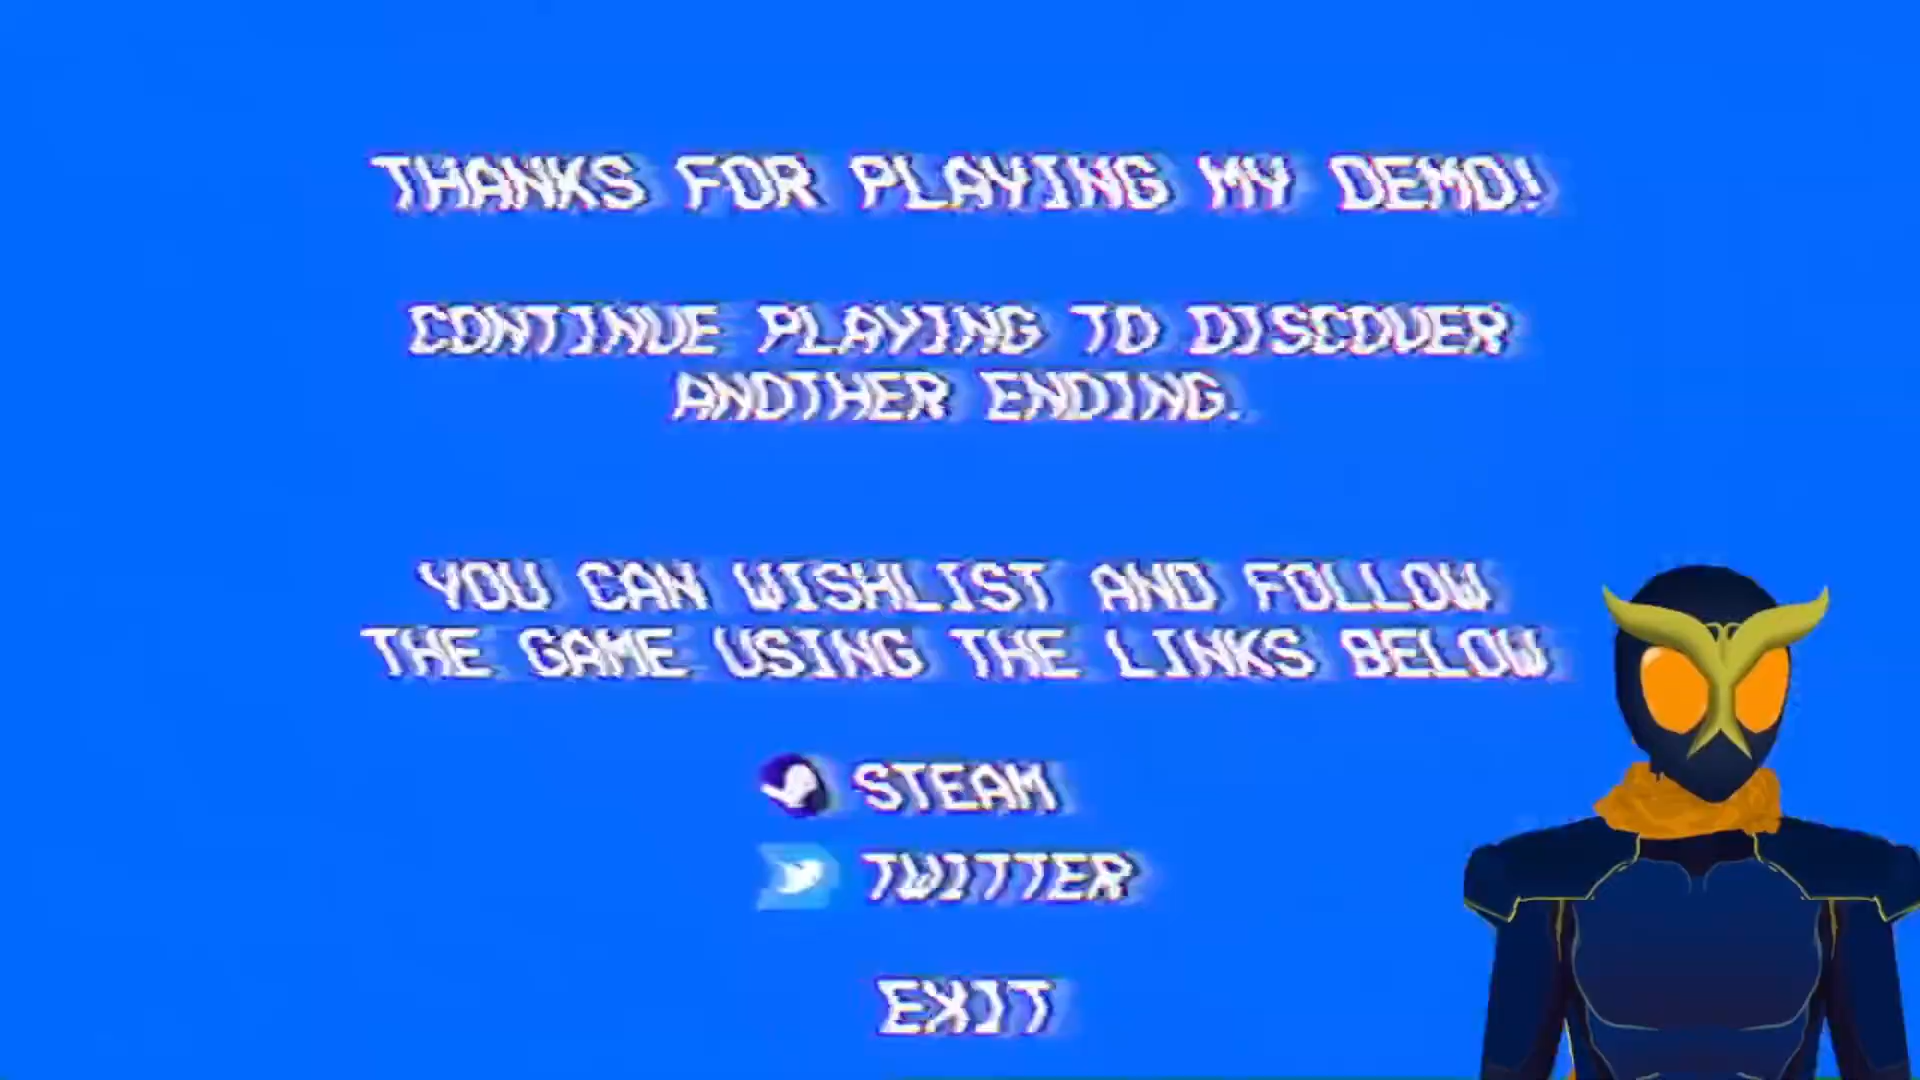 THANKS FOR PLAYING MY DEMO!
CONTINUE PLAYING TO DISCOVER
ANOTHER ENDING.
YOU CAN WISHLIST AND FOLLOW
THE GAME USING THE LINKS BELOW
STEAM
TWITTER
EXIT